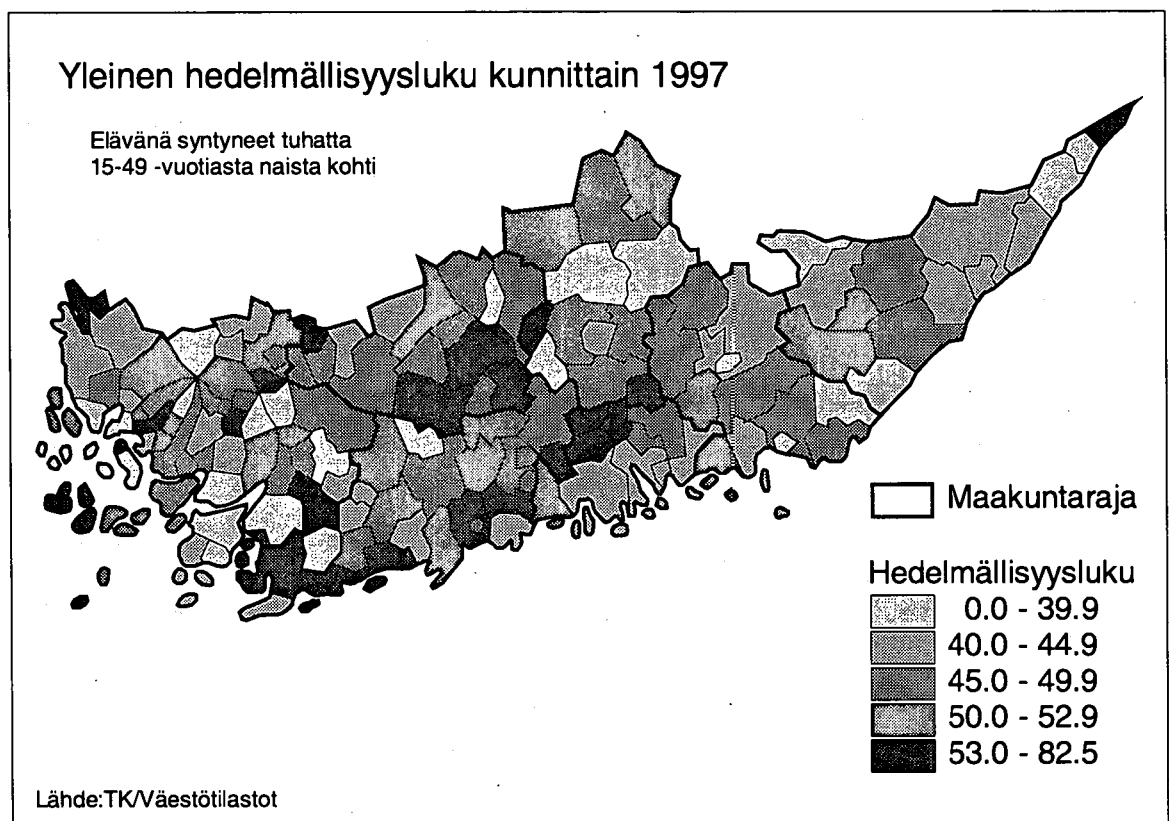 Yleinen hedelmällisyysluku kunnittain 1997
Elävänä syntyneet tuhatta
15-49 -vuotiasta naista kohti
Maakuntaraja
Hedelmällisyysluku
0.0 - 39.9
40.0 - 44.9
45.0 - 49.9
50.0 - 52.9
53.0 - 82.5
Lähde:TK/Väestötilastot